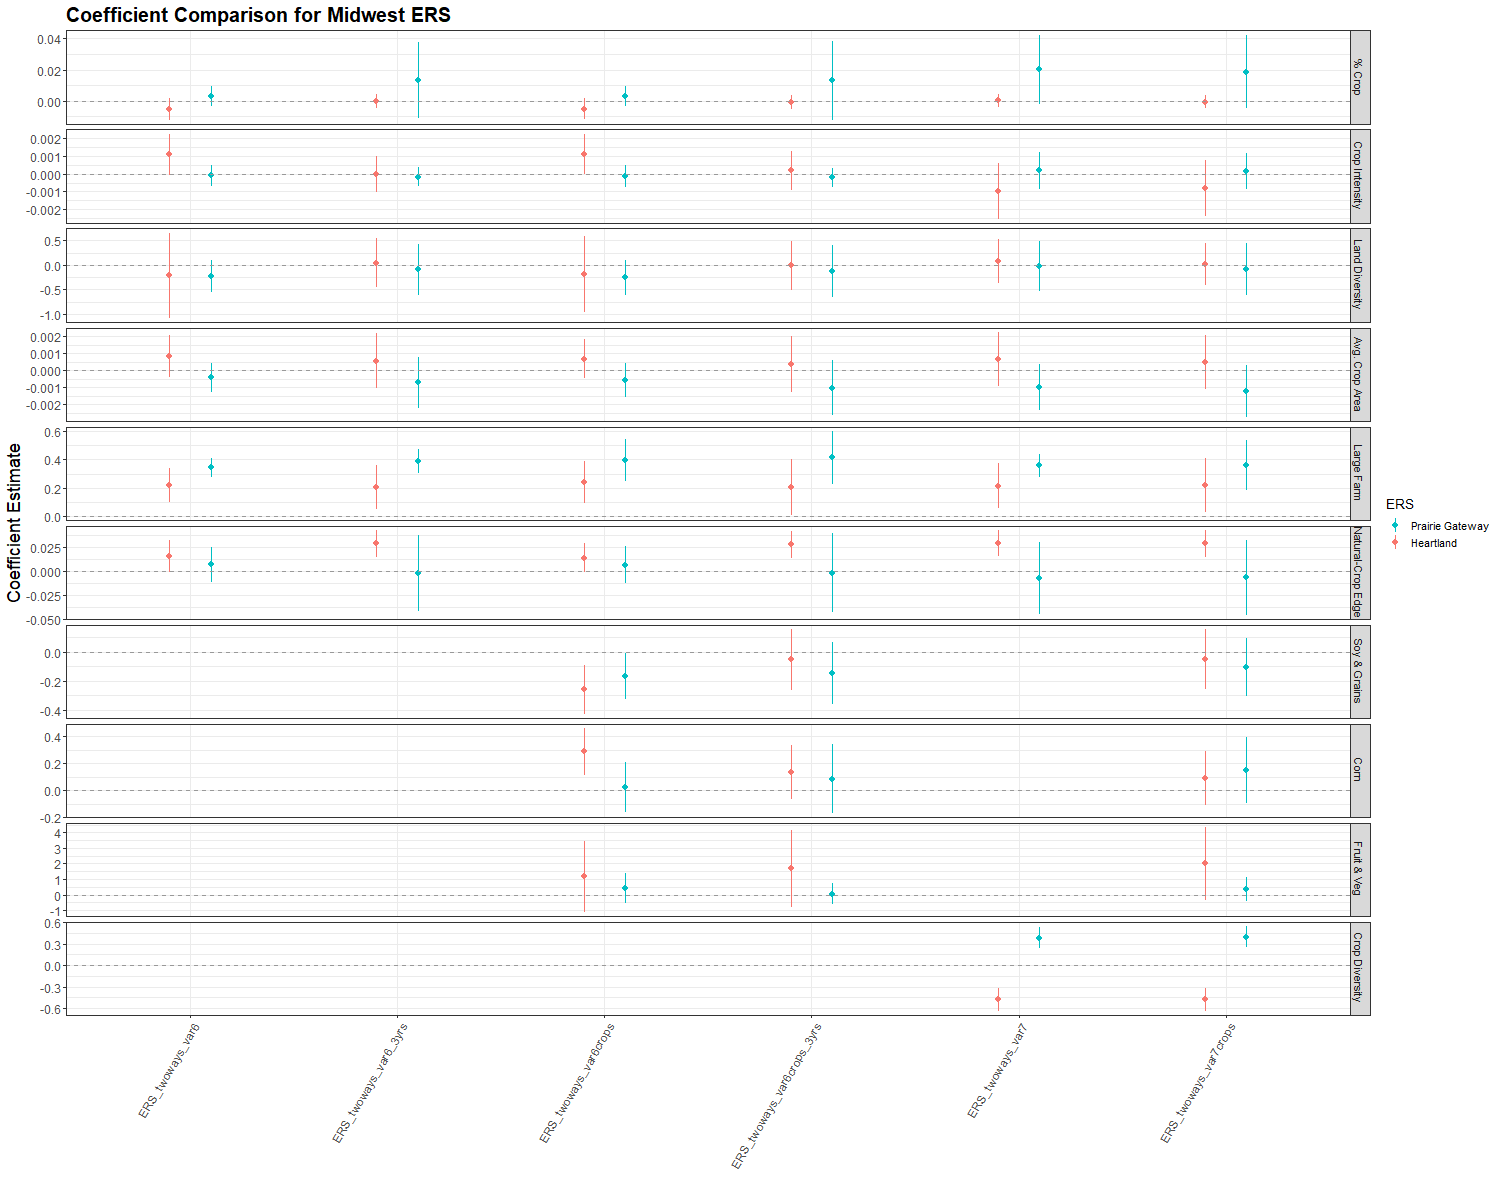 Coefficient Comparison for Midwest ERS
Coefficient Estimate
0.04
0.02
0.00
% Crop
0.002
0.001
0.000
-0.001
-0.002
Crop Intensity
0.5
0.0
-0.5
-1.0
Land Diversity
0.002
0.001
0.000
-0.001
-0.002
Avg. Crop Area
0.6
0.4
0.2
0.0
Large Farm
0.025
0.000
-0.025
-0.050
Natural-Crop Edge
0.0
-0.2
-0.4
Soy & Grains
0.4
0.2
0.0
-0.2
Corn
4
3
2
1
0
-1
Fruit & Veg
0.6
0.3
0.0
-0.3
-0.6
Crop Diversity
ERS_twoways_var6
ERS_twoways_var6_3yrs
ERS_twoways_var6crops
ERS_twoways_var6crops_3yrs
ERS_twoways_var7
ERS_twoways_var7crops
ERS
Prairie Gateway
Heartland